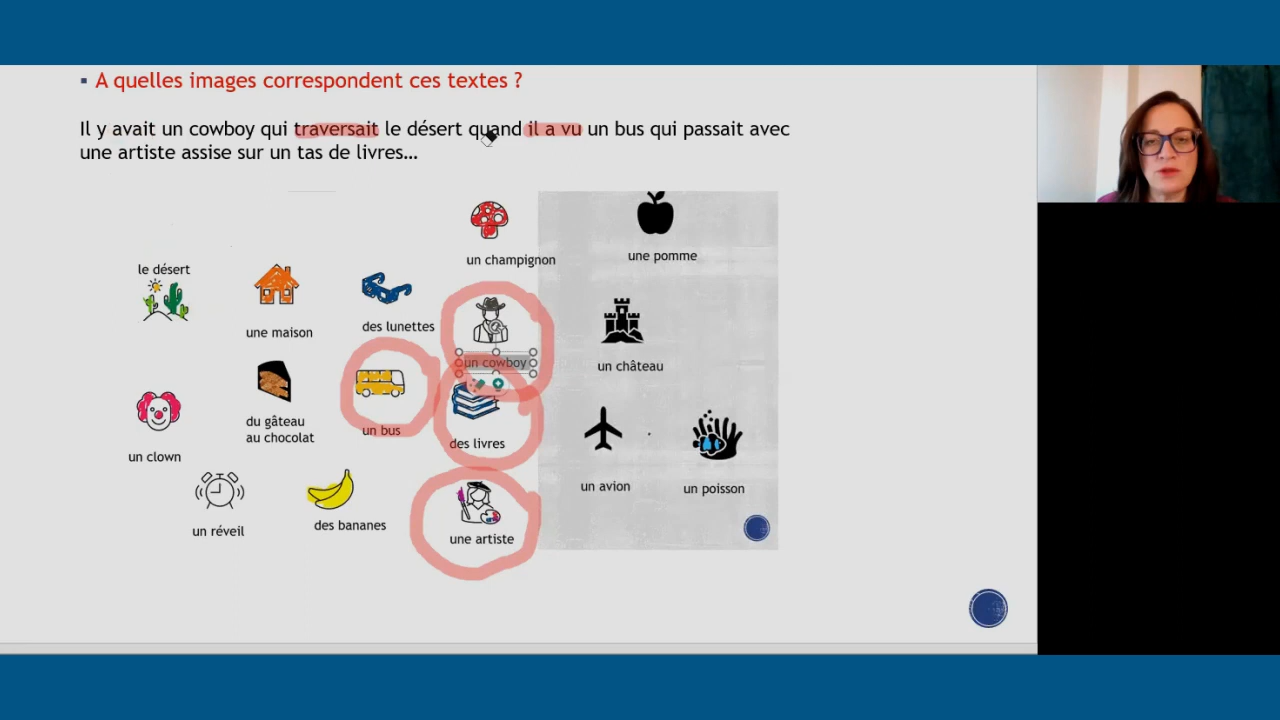 A quelles images correspondent ces textes ?
Il y avait un cowboy qui traversait le désert quand il a vu un bus qui passait avec
une artiste assise sur un tas de livres...
un champignon
une pomme
le désert
une maison
des lunettes
un cowboy
un château
du gâteau
au chocolat
un bus
des livres
un clown
un avion
un poisson
un réveil
des bananes
une artiste